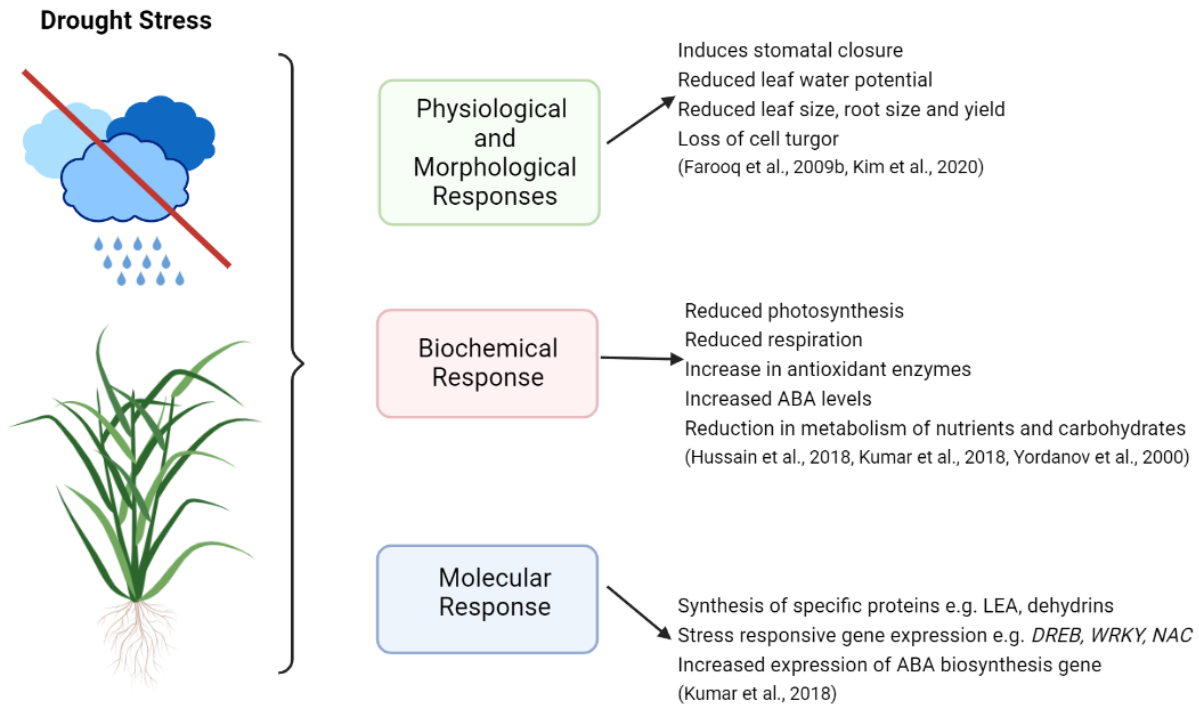 Drought Stress
Physiological
and
Morphological
Responses
Induces stomatal closure
Reduced leaf water potential
Reduced leaf size, root size and yield
Loss of cell turgor
(Farooq et al., 2009b, Kim et al., 2020)
Biochemical
Response
Reduced photosynthesis
Reduced respiration
Increase in antioxidant enzymes
Increased ABA levels
Reduction in metabolism of nutrients and carbohydrates
(Hussain et al., 2018, Kumar et al., 2018, Yordanov et al., 2000)
Molecular
Response
Synthesis of specific proteins e.g. LEA, dehydrins
Stress responsive gene expression e.g. DREB, WRKY, NAC
Increased expression of ABA biosynthesis gene
(Kumar et al., 2018)